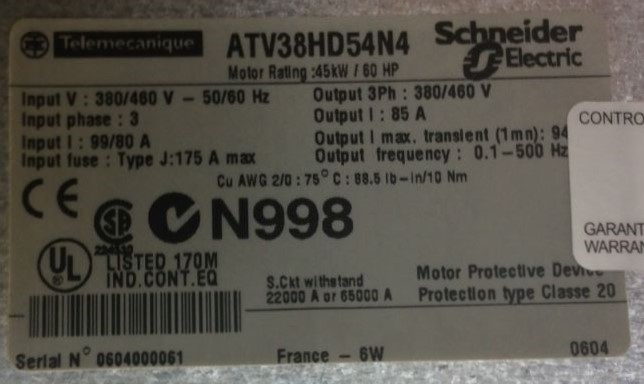 Telemecanique ATV38HD54N4 Schneider Electric
Motor Rating :45kW / 60 HP
Input V : 380/460 V - 50/60 Hz
Output 3Ph : 380/460 V
Input phase : 3
Output I : 85 A
Input I : 99/80 A
Output I max. transient (1mn): 94
Input fuse : Type J:175 A max
Output frequency : 0.1-500 Hz
Cu AWG 2/0 : 75° C : 88.5 lb-in/10 Nm
CONTRO
GARANT
WARRAN
CE
N998
UL
LISTED 170M
IND.CONT.EQ
S.Ckt withstand
22000 A or 65000 A
Motor Protective Device
Protection type Classe 20
Serial N° 0604000061
France - 6W
0604